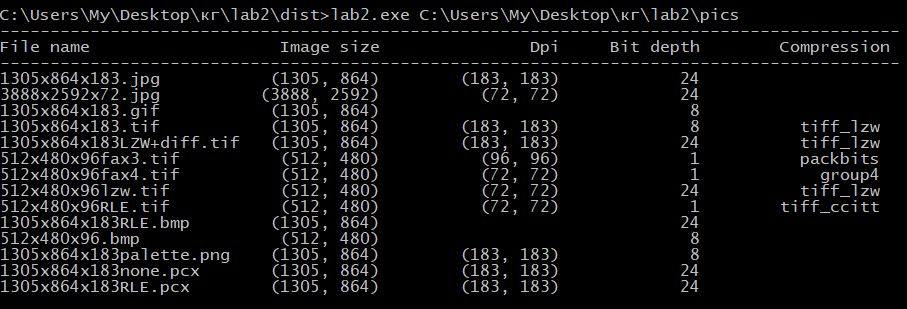 C:\Users\My\Desktop\кг\lab2\dist>lab2.exe C:\Users\My\Desktop\кг\lab2\pics
File name Image size Dpi Bit depth Compression
1305x864x183.jpg (1305, 864) (183, 183) 24
3888x2592x72.jpg (3888, 2592) (72, 72) 24
1305x864x183.gif (1305, 864) 8
1305x864x183.tif (1305, 864) (183, 183) 8 tiff_lzw
1305x864x183LZW+diff.tif (1305, 864) (183, 183) 24 tiff_lzw
512x480x96fax3.tif (512, 480) (96, 96) 1 packbits
512x480x96fax4.tif (512, 480) (72, 72) 1 group4
512x480x96lzw.tif (512, 480) (72, 72) 24 tiff_lzw
512x480x96RLE.tif (512, 480) (72, 72) 1 tiff_ccitt
1305x864x183RLE.bmp (1305, 864) 24
512x480x96.bmp (512, 480) 8
1305x864x183palette.png (1305, 864) (183, 183) 8
1305x864x183none.pcx (1305, 864) (183, 183) 24
1305x864x183RLE.pcx (1305, 864) (183, 183) 24